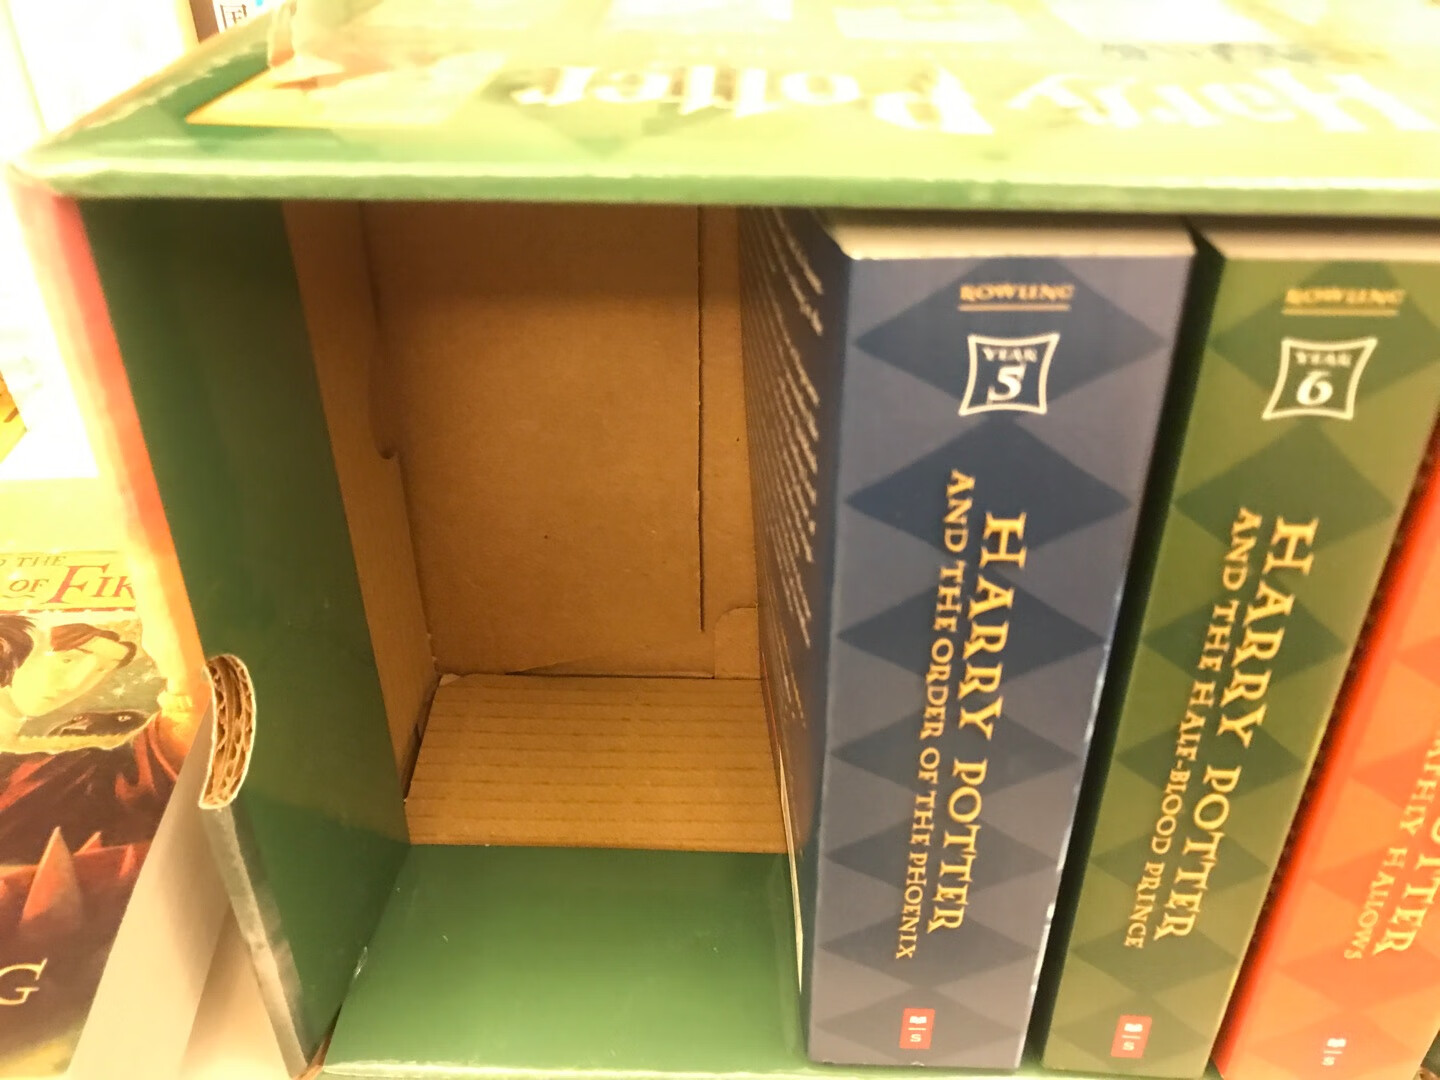 Harry Potter
ROWLING
YEAR
5
HARRY POTTER
AND THE ORDER OF THE PHOENIX
S
ROWLING
YEAR
6
HARRY POTTER
AND THE HALF-BLOOD PRINCE
S
HALLOWS
S
THE
OF FIR
G